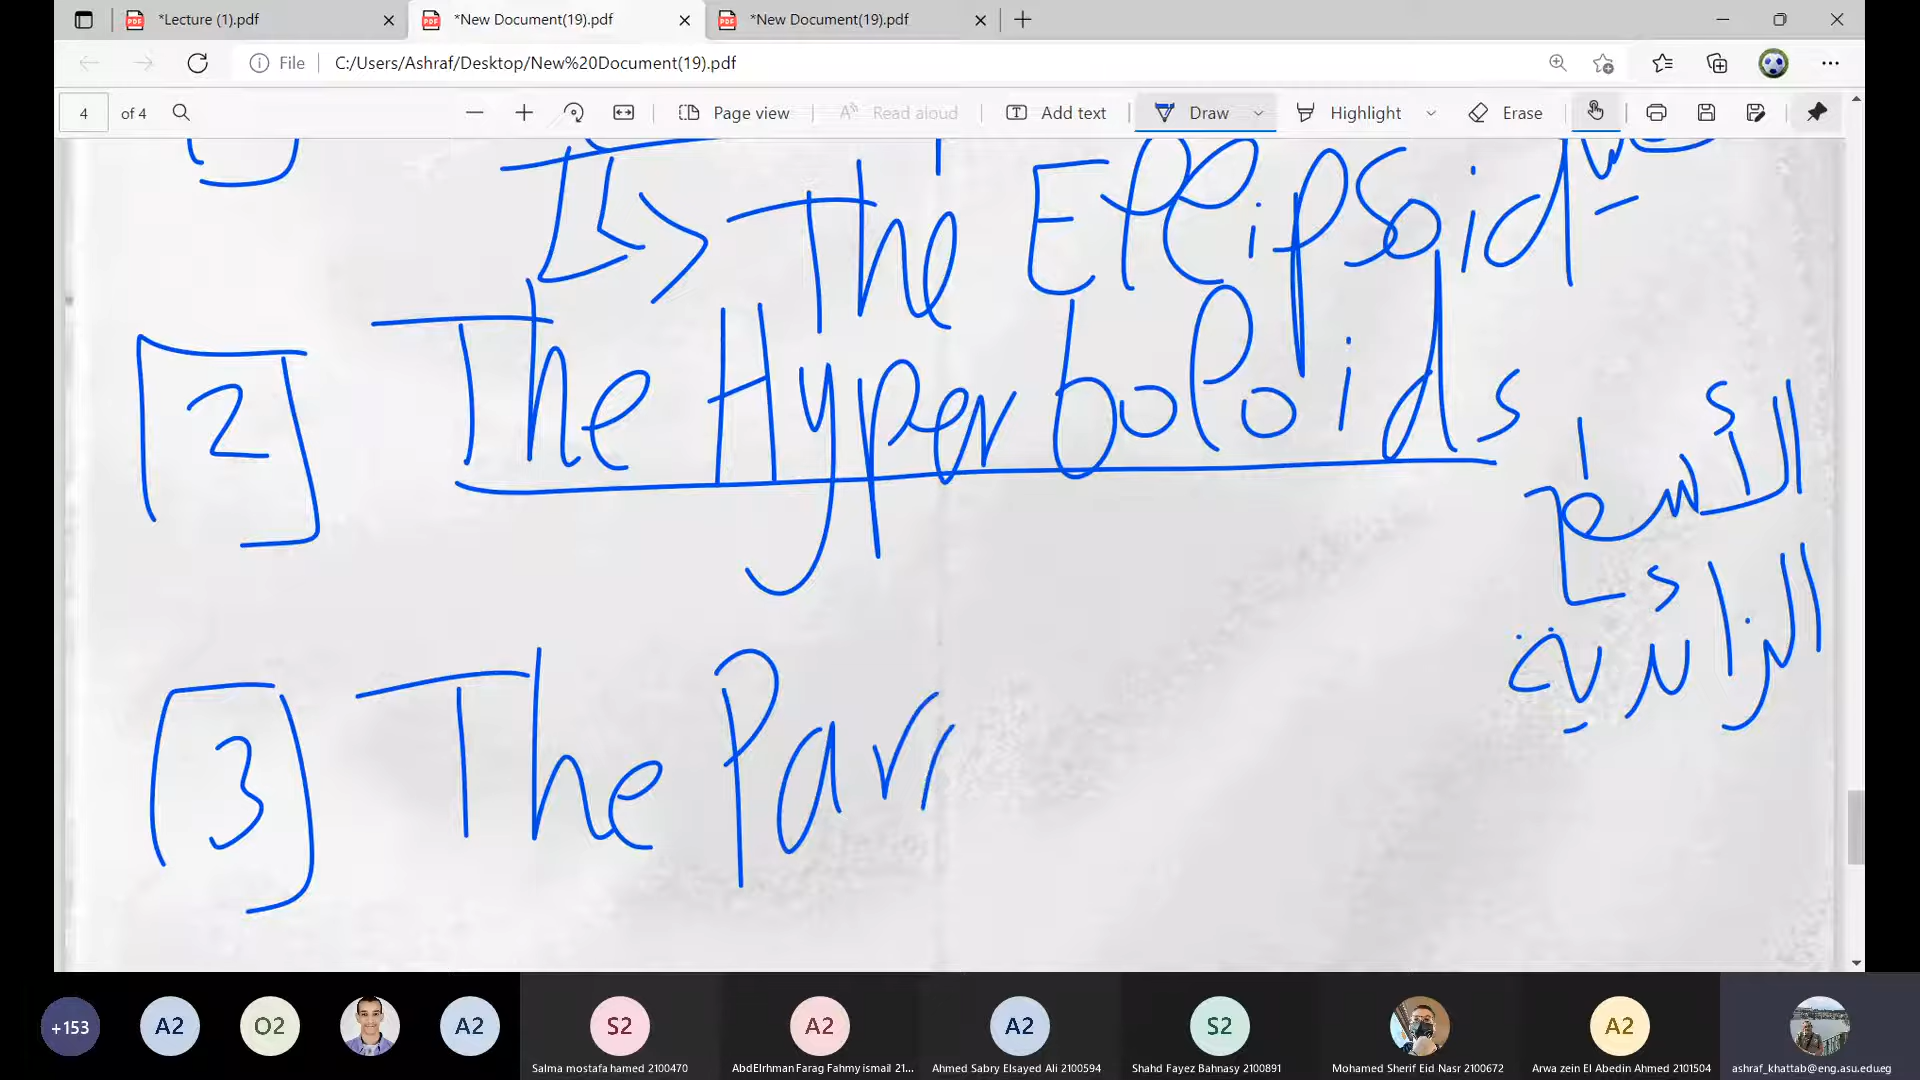 *Lecture (1).pdf
*New Document(19).pdf
*New Document(19).pdf
File
C:/Users/Ashraf/Desktop/New%20Document(19).pdf
4 of 4
Page view
Read aloud
Add text
Draw
Highlight
Erase
The Ellipsoid
2 The Hyperboloids
الزائدية
3 The Parr
+153
A2
O2
A2
S2
A2
A2
S2
A2
Salma mostafa hamed 2100470
AbdElrhman Farag Fahmy ismail 21...
Ahmed Sabry Elsayed Ali 2100594
Shahd Fayez Bahnasy 2100891
Mohamed Sherif Eid Nasr 2100672
Arwa zein El Abedin Ahmed 2101504
ashraf_khattab@eng.asu.edu.eg